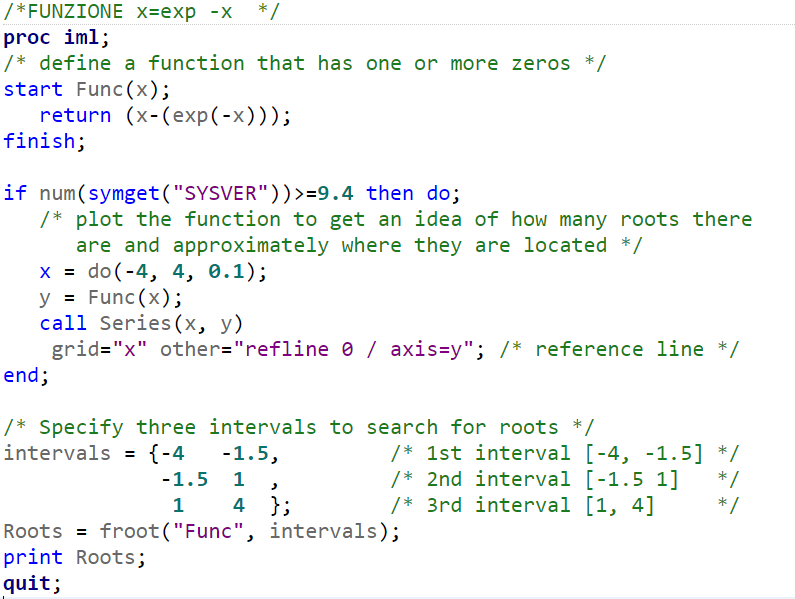 /*FUNZIONE x=exp -x  */
proc iml;
/* define a function that has one or more zeros */
start Func(x);
   return (x-(exp(-x)));
finish;

if num(symget("SYSVER"))>=9.4 then do;
   /* plot the function to get an idea of how many roots there
      are and approximately where they are located */
   x = do(-4, 4, 0.1);
   y = Func(x);
   call Series(x, y)
    grid="x" other="refline 0 / axis=y"; /* reference line */
end;

/* Specify three intervals to search for roots */
intervals = {-4   -1.5,         /* 1st interval [-4, -1.5] */
             -1.5  1  ,         /* 2nd interval [-1.5 1]   */
              1    4  };        /* 3rd interval [1, 4]     */
Roots = froot("Func", intervals);
print Roots;
quit;